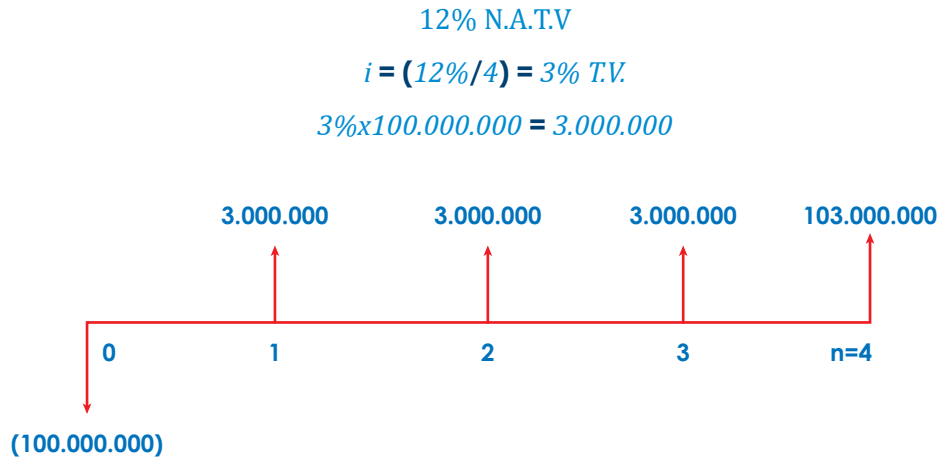 12% N.A.T.V
i = (12%/4) = 3% T.V.
3%x100.000.000 = 3.000.000
3.000.000 3.000.000 3.000.000 103.000.000
0 1 2 3 n=4
(100.000.000)